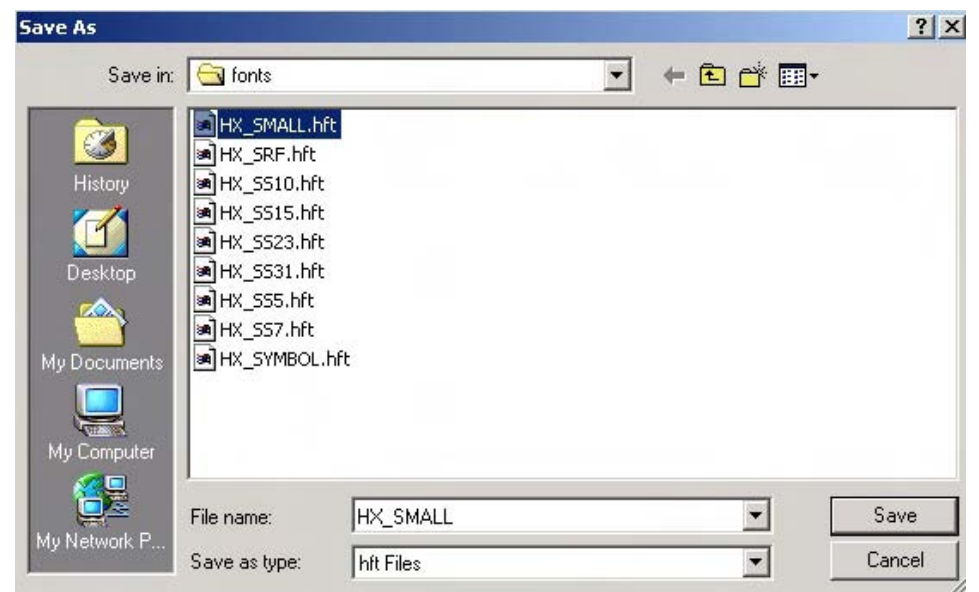 Save As
Save in: fonts
History
Desktop
My Documents
My Computer
My Network P...
HX_SMALL.hft
HX_SRF.hft
HX_SS10.hft
HX_SS15.hft
HX_SS23.hft
HX_SS31.hft
HX_SS5.hft
HX_SS7.hft
HX_SYMBOL.hft
File name: HX_SMALL Save
Save as type: hft Files Cancel